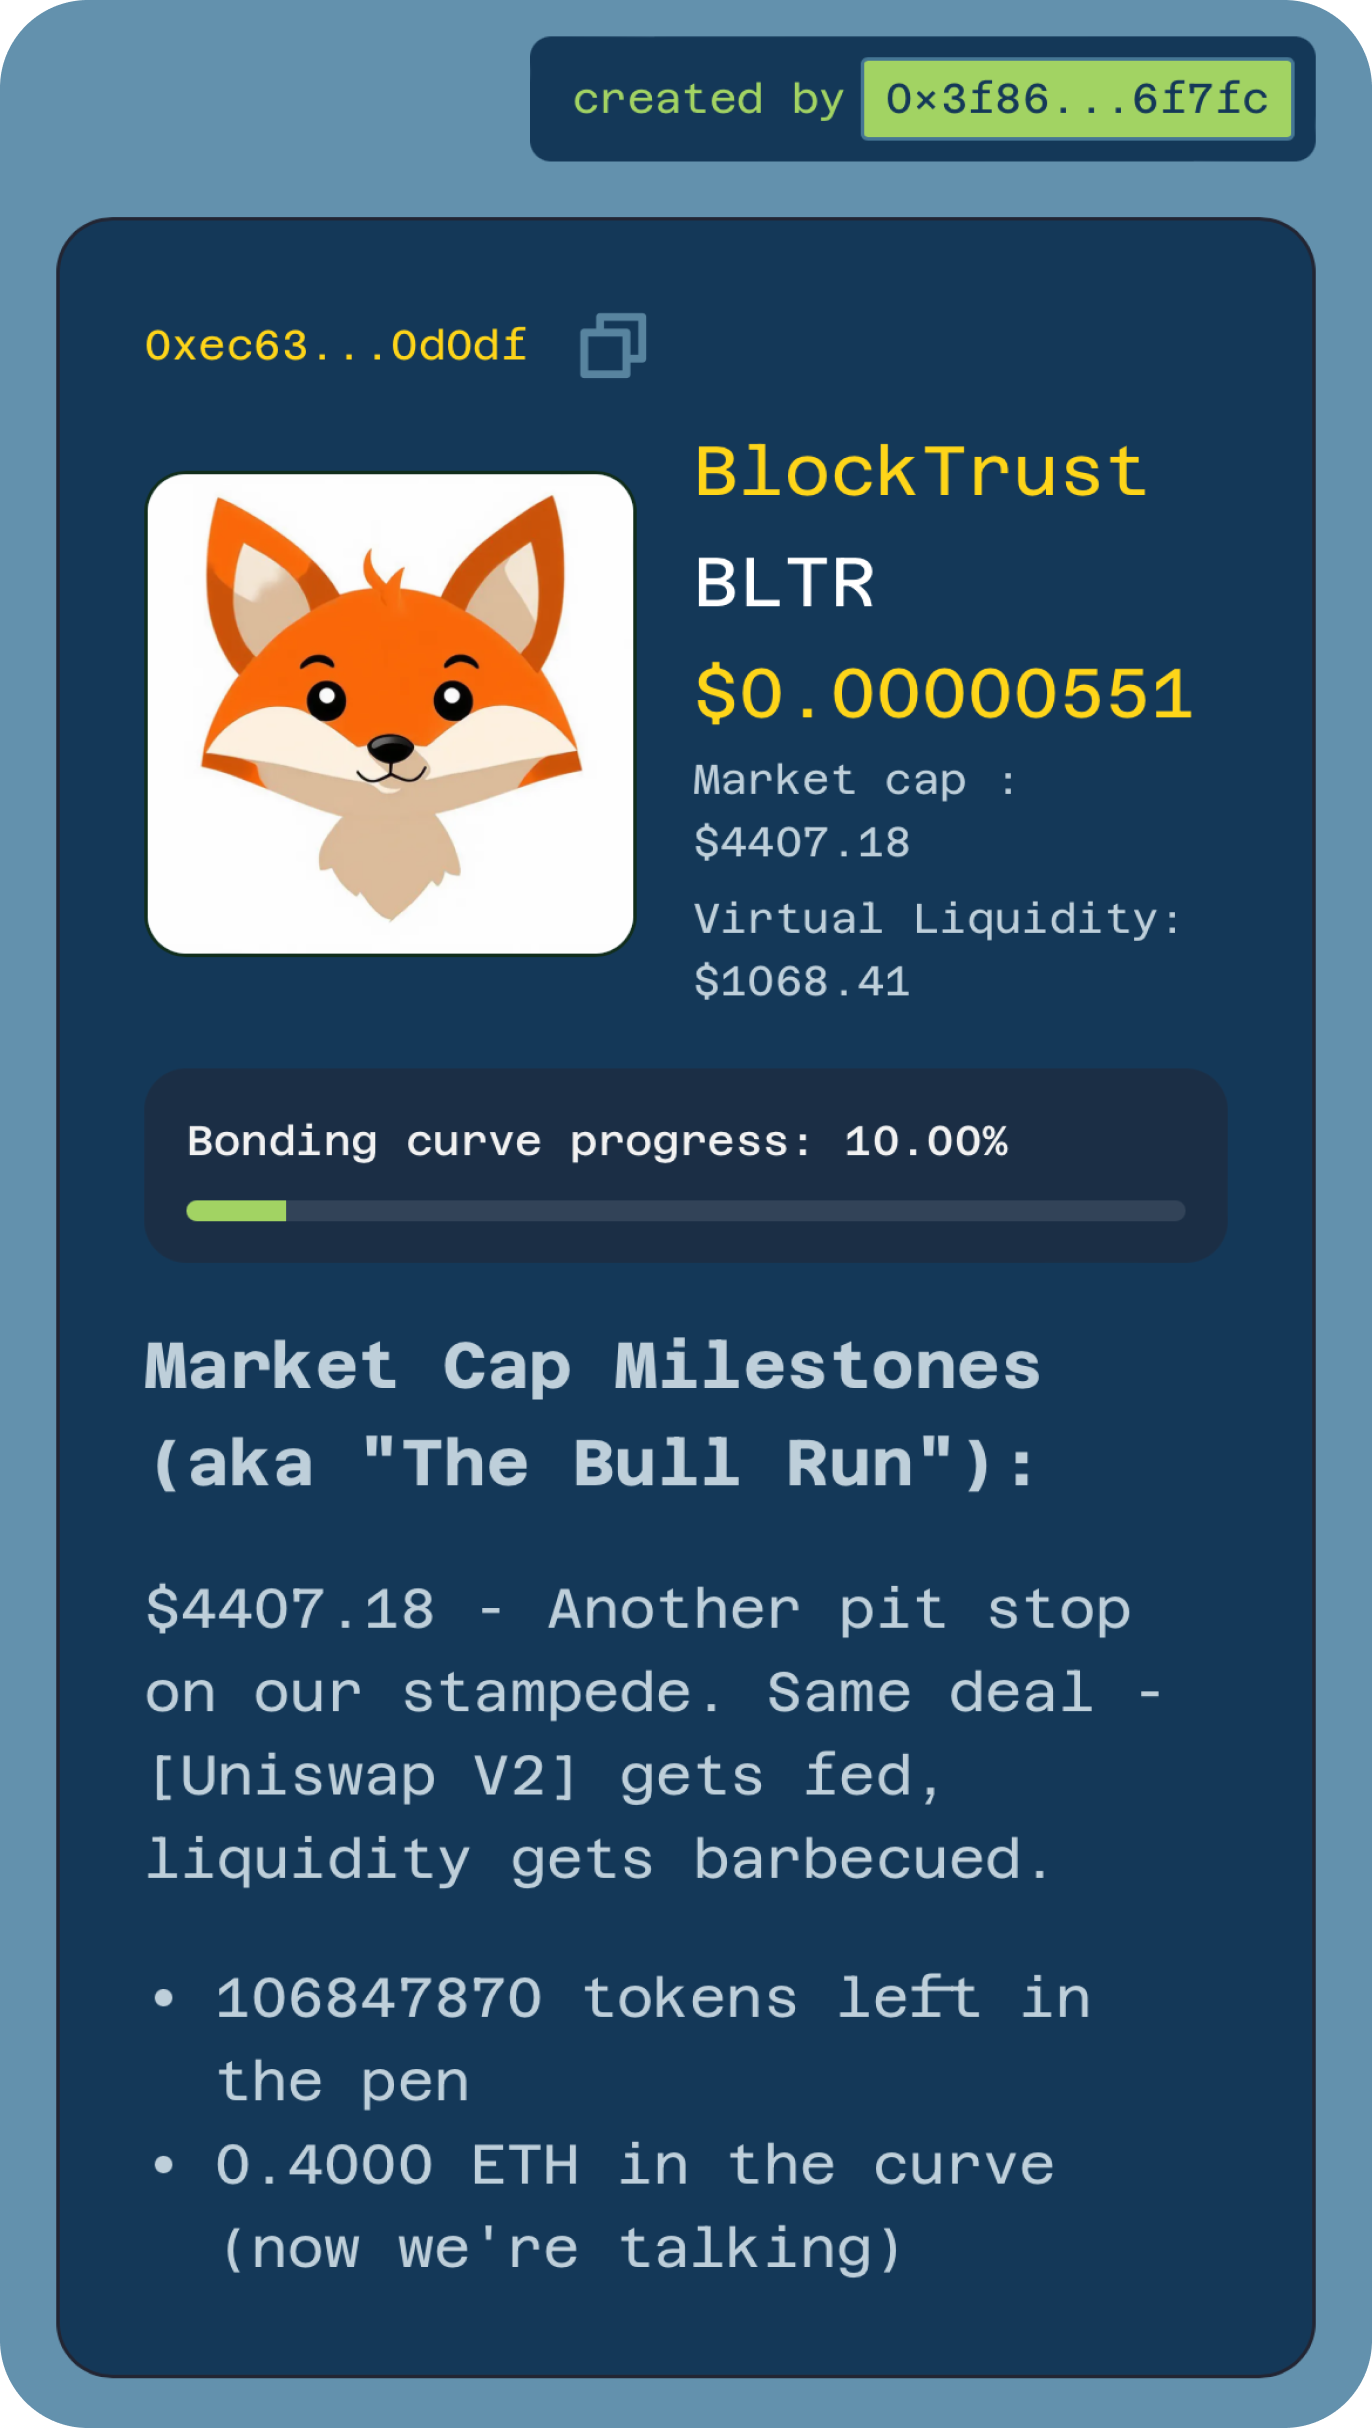 created by 0×3f86...6f7fc
0xec63...0d0df
BlockTrust
BLTR
$0.00000551
Market cap :
$4407.18
Virtual Liquidity:
$1068.41
Bonding curve progress: 10.00%
Market Cap Milestones
(aka "The Bull Run"):
$4407.18 - Another pit stop
on our stampede. Same deal -
[Uniswap V2] gets fed,
liquidity gets barbecued.
• 106847870 tokens left in
the pen
• 0.4000 ETH in the curve
(now we're talking)